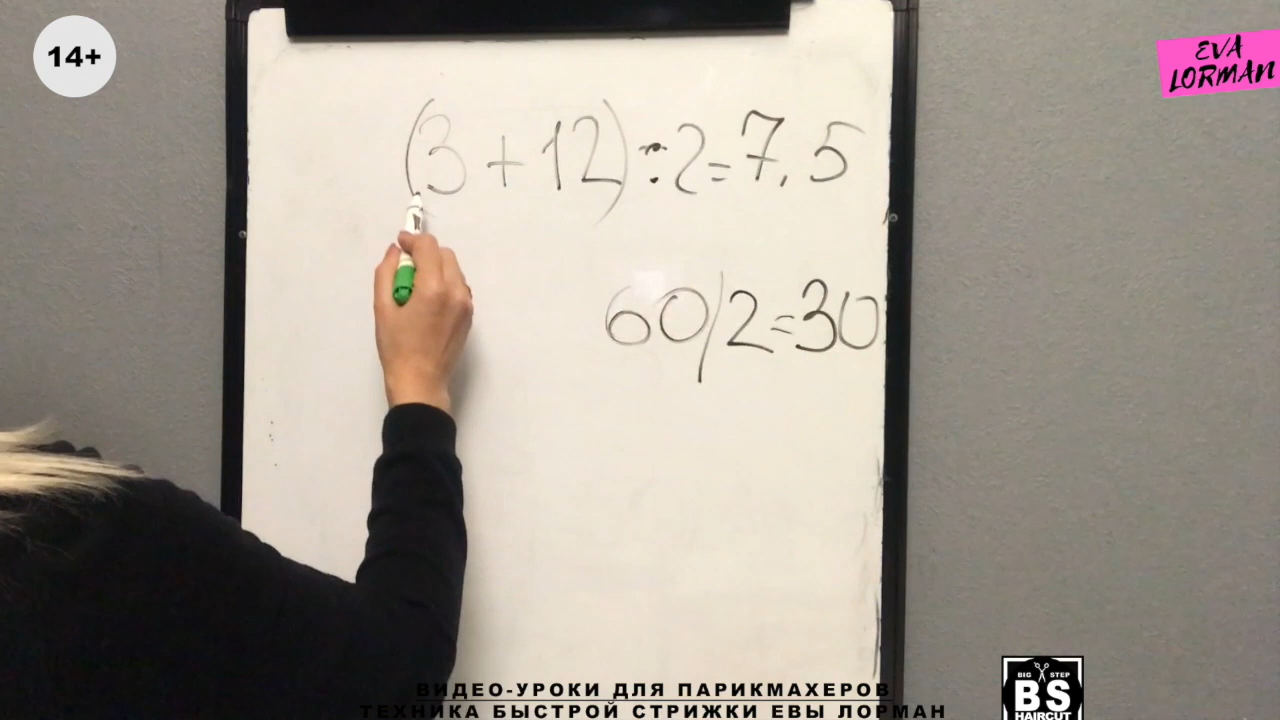 14+
EVA
LORMAN
(3 + 12) : 2 = 7,5
60/2=30
ВИДЕО-УРОКИ ДЛЯ ПАРИКМАХЕРОВ
ТЕХНИКА БЫСТРОЙ СТРИЖКИ ЕВЫ ЛОРМАН
BIG STEP
BS
HAIRCUT